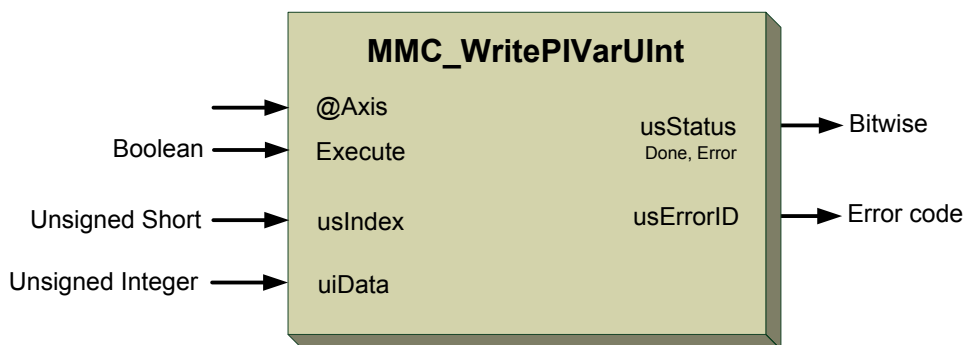 MMC_WritePIVarUInt
@Axis
Boolean
Execute
usStatus
Done, Error
Bitwise
Unsigned Short
usIndex
usErrorID
Error code
Unsigned Integer
uiData